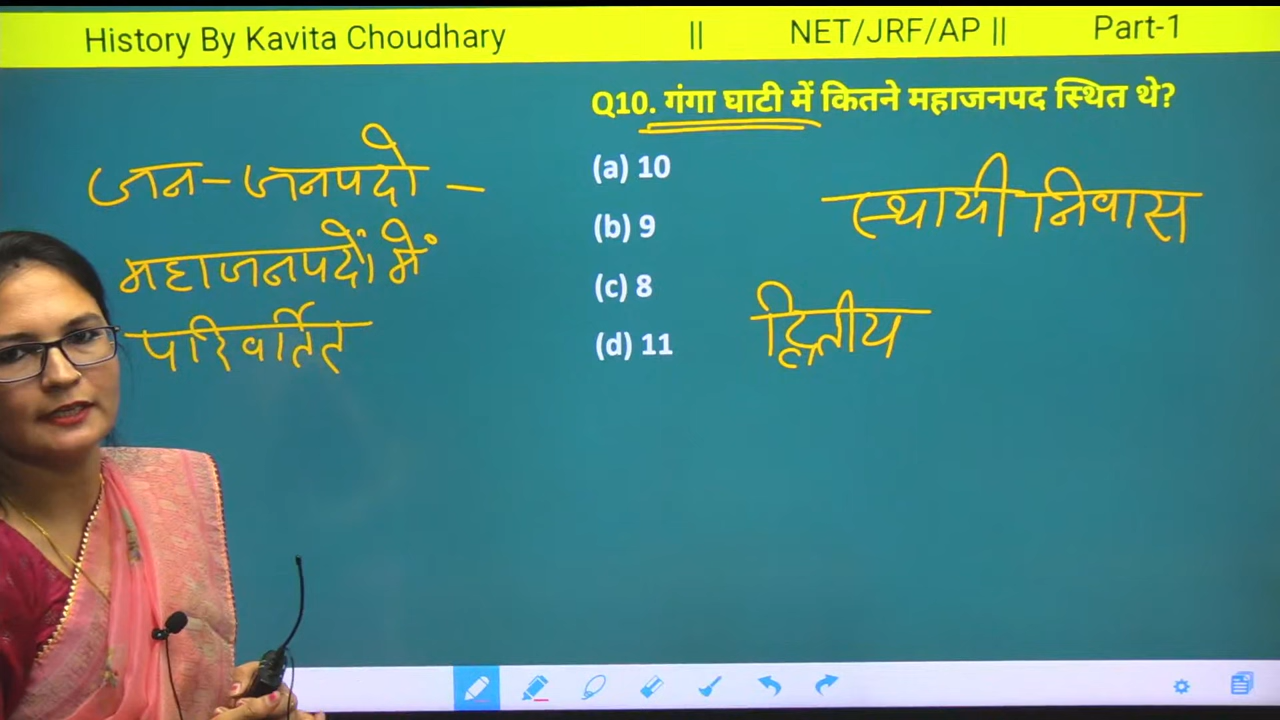 History By Kavita Choudhary || NET/JRF/AP || Part-1
Q10. गंगा घाटी में कितने महाजनपद स्थित थे?
(a) 10
(b) 9
(c) 8
(d) 11
जन-जनपदो -
महाजनपदों में
परिवर्तित
स्थायी निवास
द्वितीय